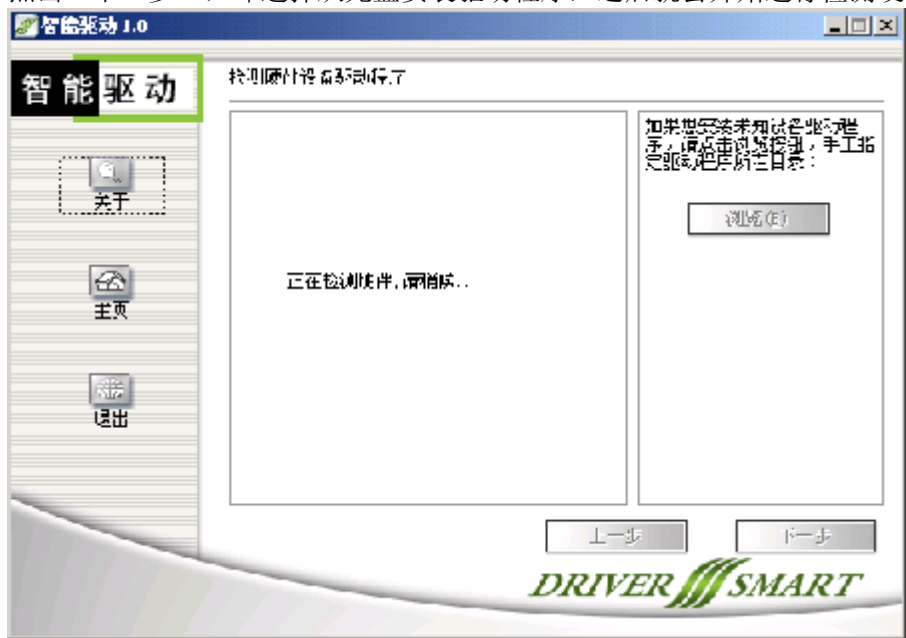 智能驱动 1.0
智能驱动
检测硬件设备驱动程序
关于
主页
退出
正在检测硬件,请稍候..
如果想安装未知设备驱动程
序，请点击浏览按钮，手工指
定驱动程序所在目录：
浏览(E)
上一步
下一步
DRIVER SMART